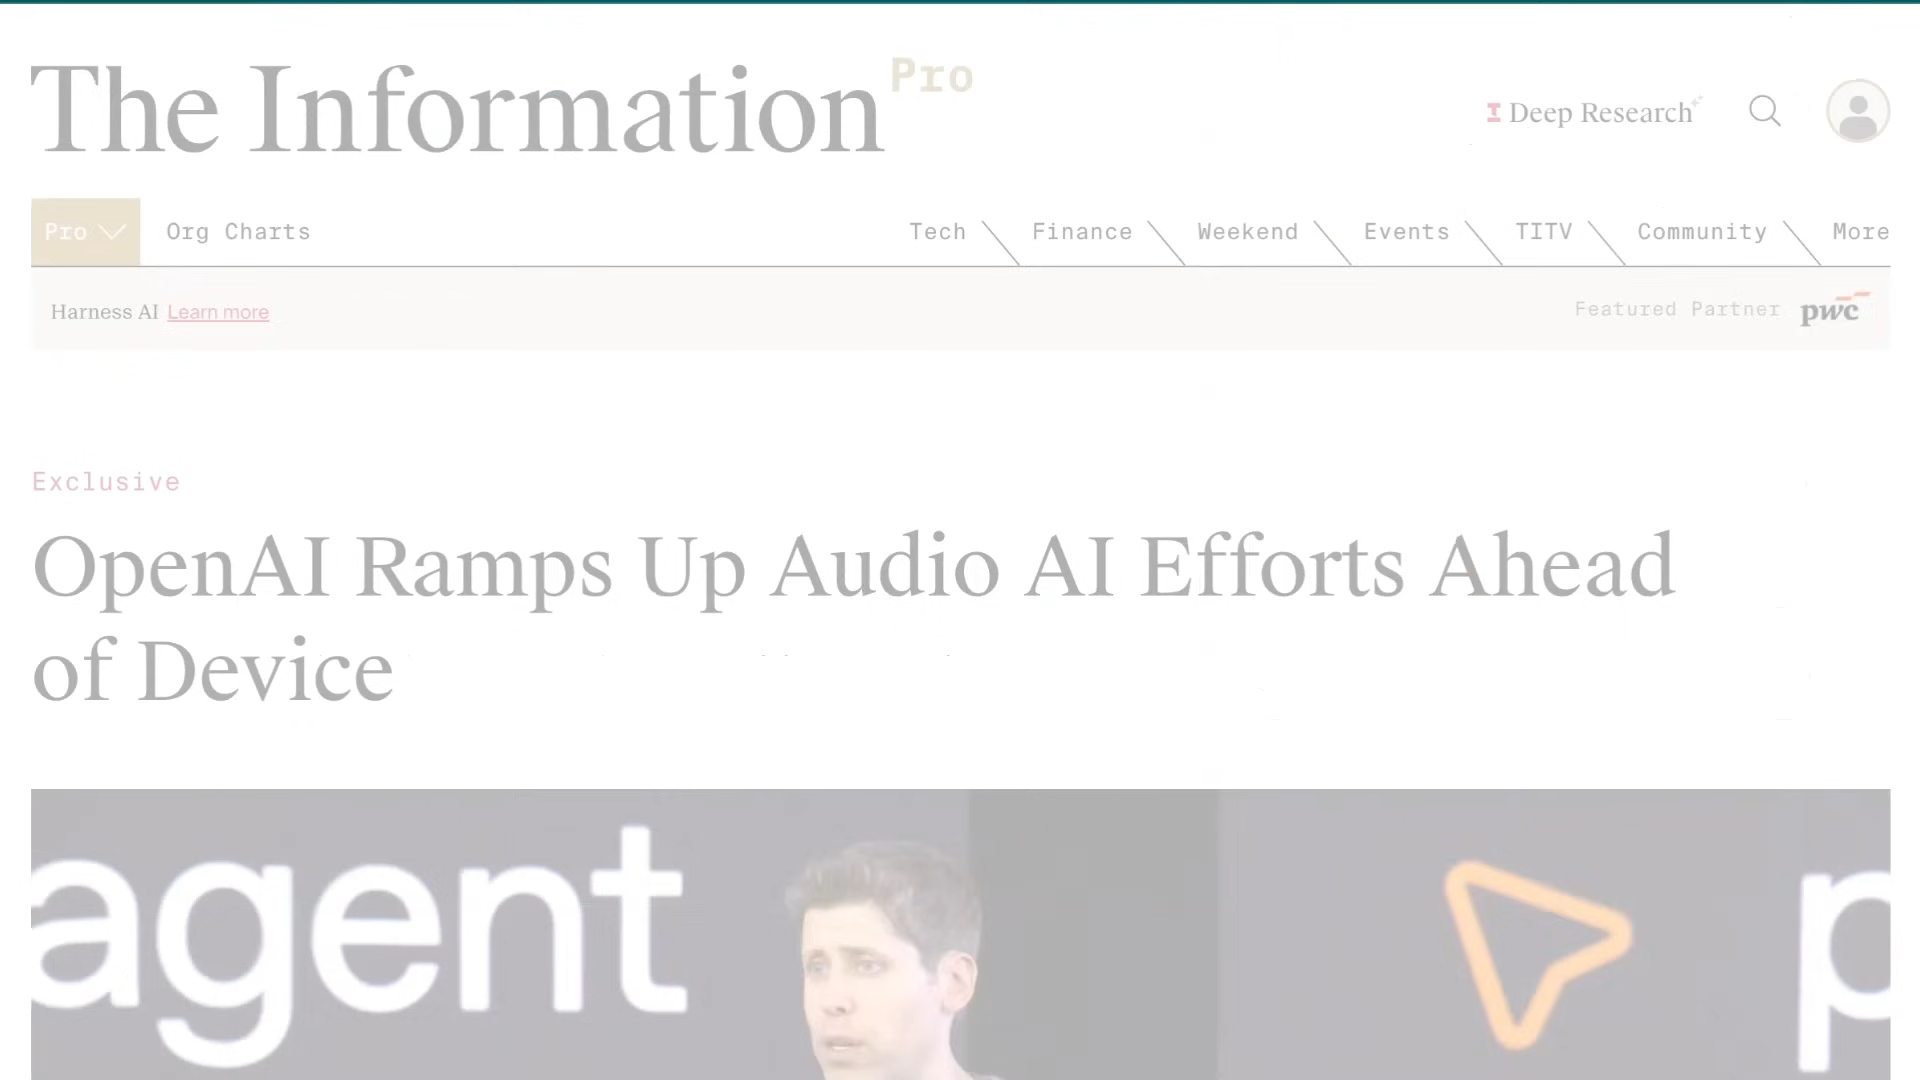 The Information Pro
Deep Research
Pro Org Charts Tech Finance Weekend Events TITV Community More
Harness AI Learn more Featured Partner pwc
Exclusive
OpenAI Ramps Up Audio AI Efforts Ahead
of Device
agent p